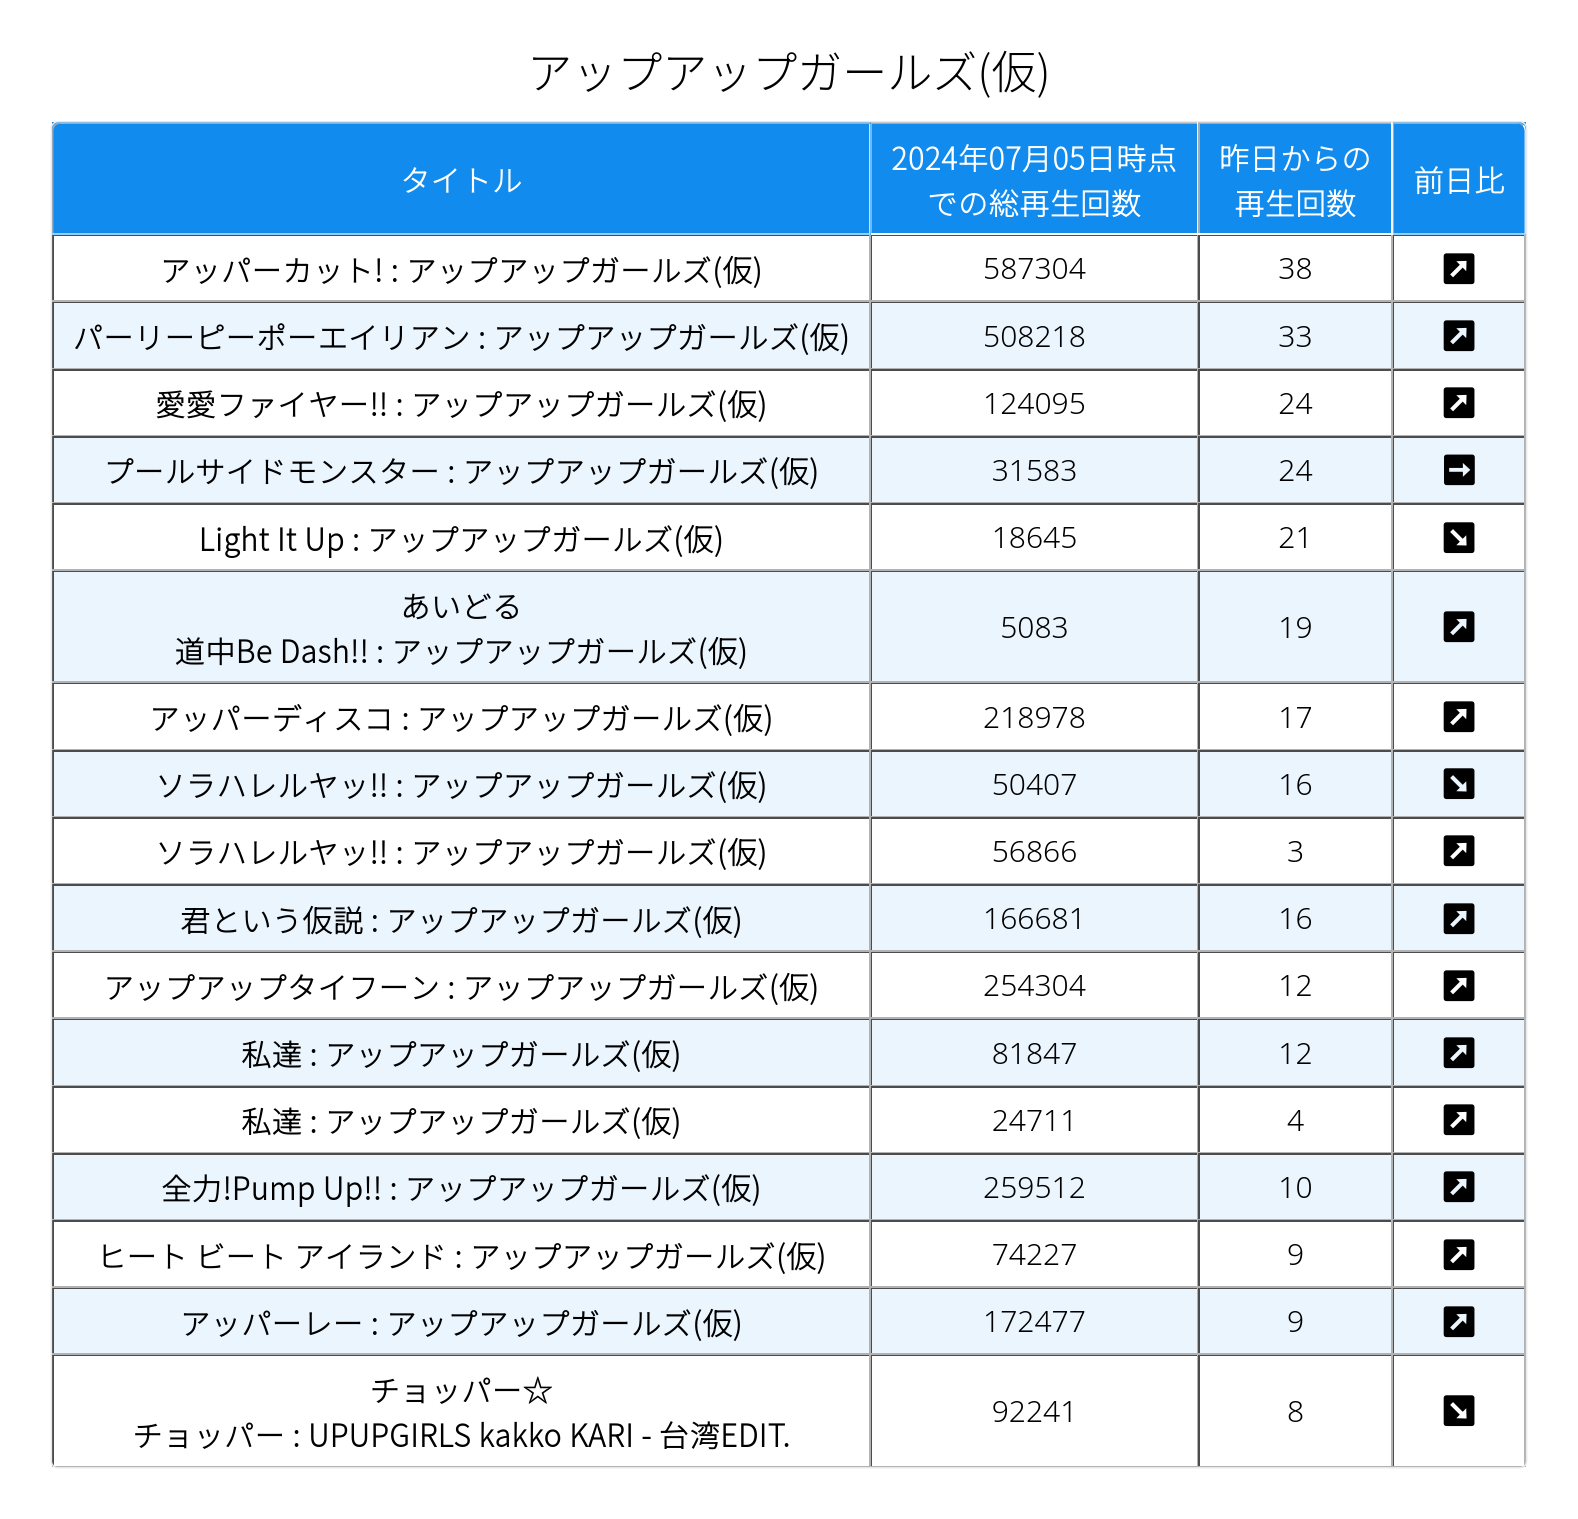 アップアップガールズ(仮)
タイトル
2024年07月05日時点
での総再生回数
昨日からの
再生回数
前日比
アッパーカット! : アップアップガールズ(仮)
587304
38
パーリーピーポーエイリアン : アップアップガールズ(仮)
508218
33
愛愛ファイヤー!! : アップアップガールズ(仮)
124095
24
プールサイドモンスター : アップアップガールズ(仮)
31583
24
Light It Up : アップアップガールズ(仮)
18645
21
あいどる
道中Be Dash!! : アップアップガールズ(仮)
5083
19
アッパーディスコ : アップアップガールズ(仮)
218978
17
ソラハレルヤッ!! : アップアップガールズ(仮)
50407
16
ソラハレルヤッ!! : アップアップガールズ(仮)
56866
3
君という仮説 : アップアップガールズ(仮)
166681
16
アップアップタイフーン : アップアップガールズ(仮)
254304
12
私達 : アップアップガールズ(仮)
81847
12
私達 : アップアップガールズ(仮)
24711
4
全力!Pump Up!! : アップアップガールズ(仮)
259512
10
ヒート ビート アイランド : アップアップガールズ(仮)
74227
9
アッパーレー : アップアップガールズ(仮)
172477
9
チョッパー☆
チョッパー : UPUPGIRLS kakko KARI - 台湾EDIT.
92241
8